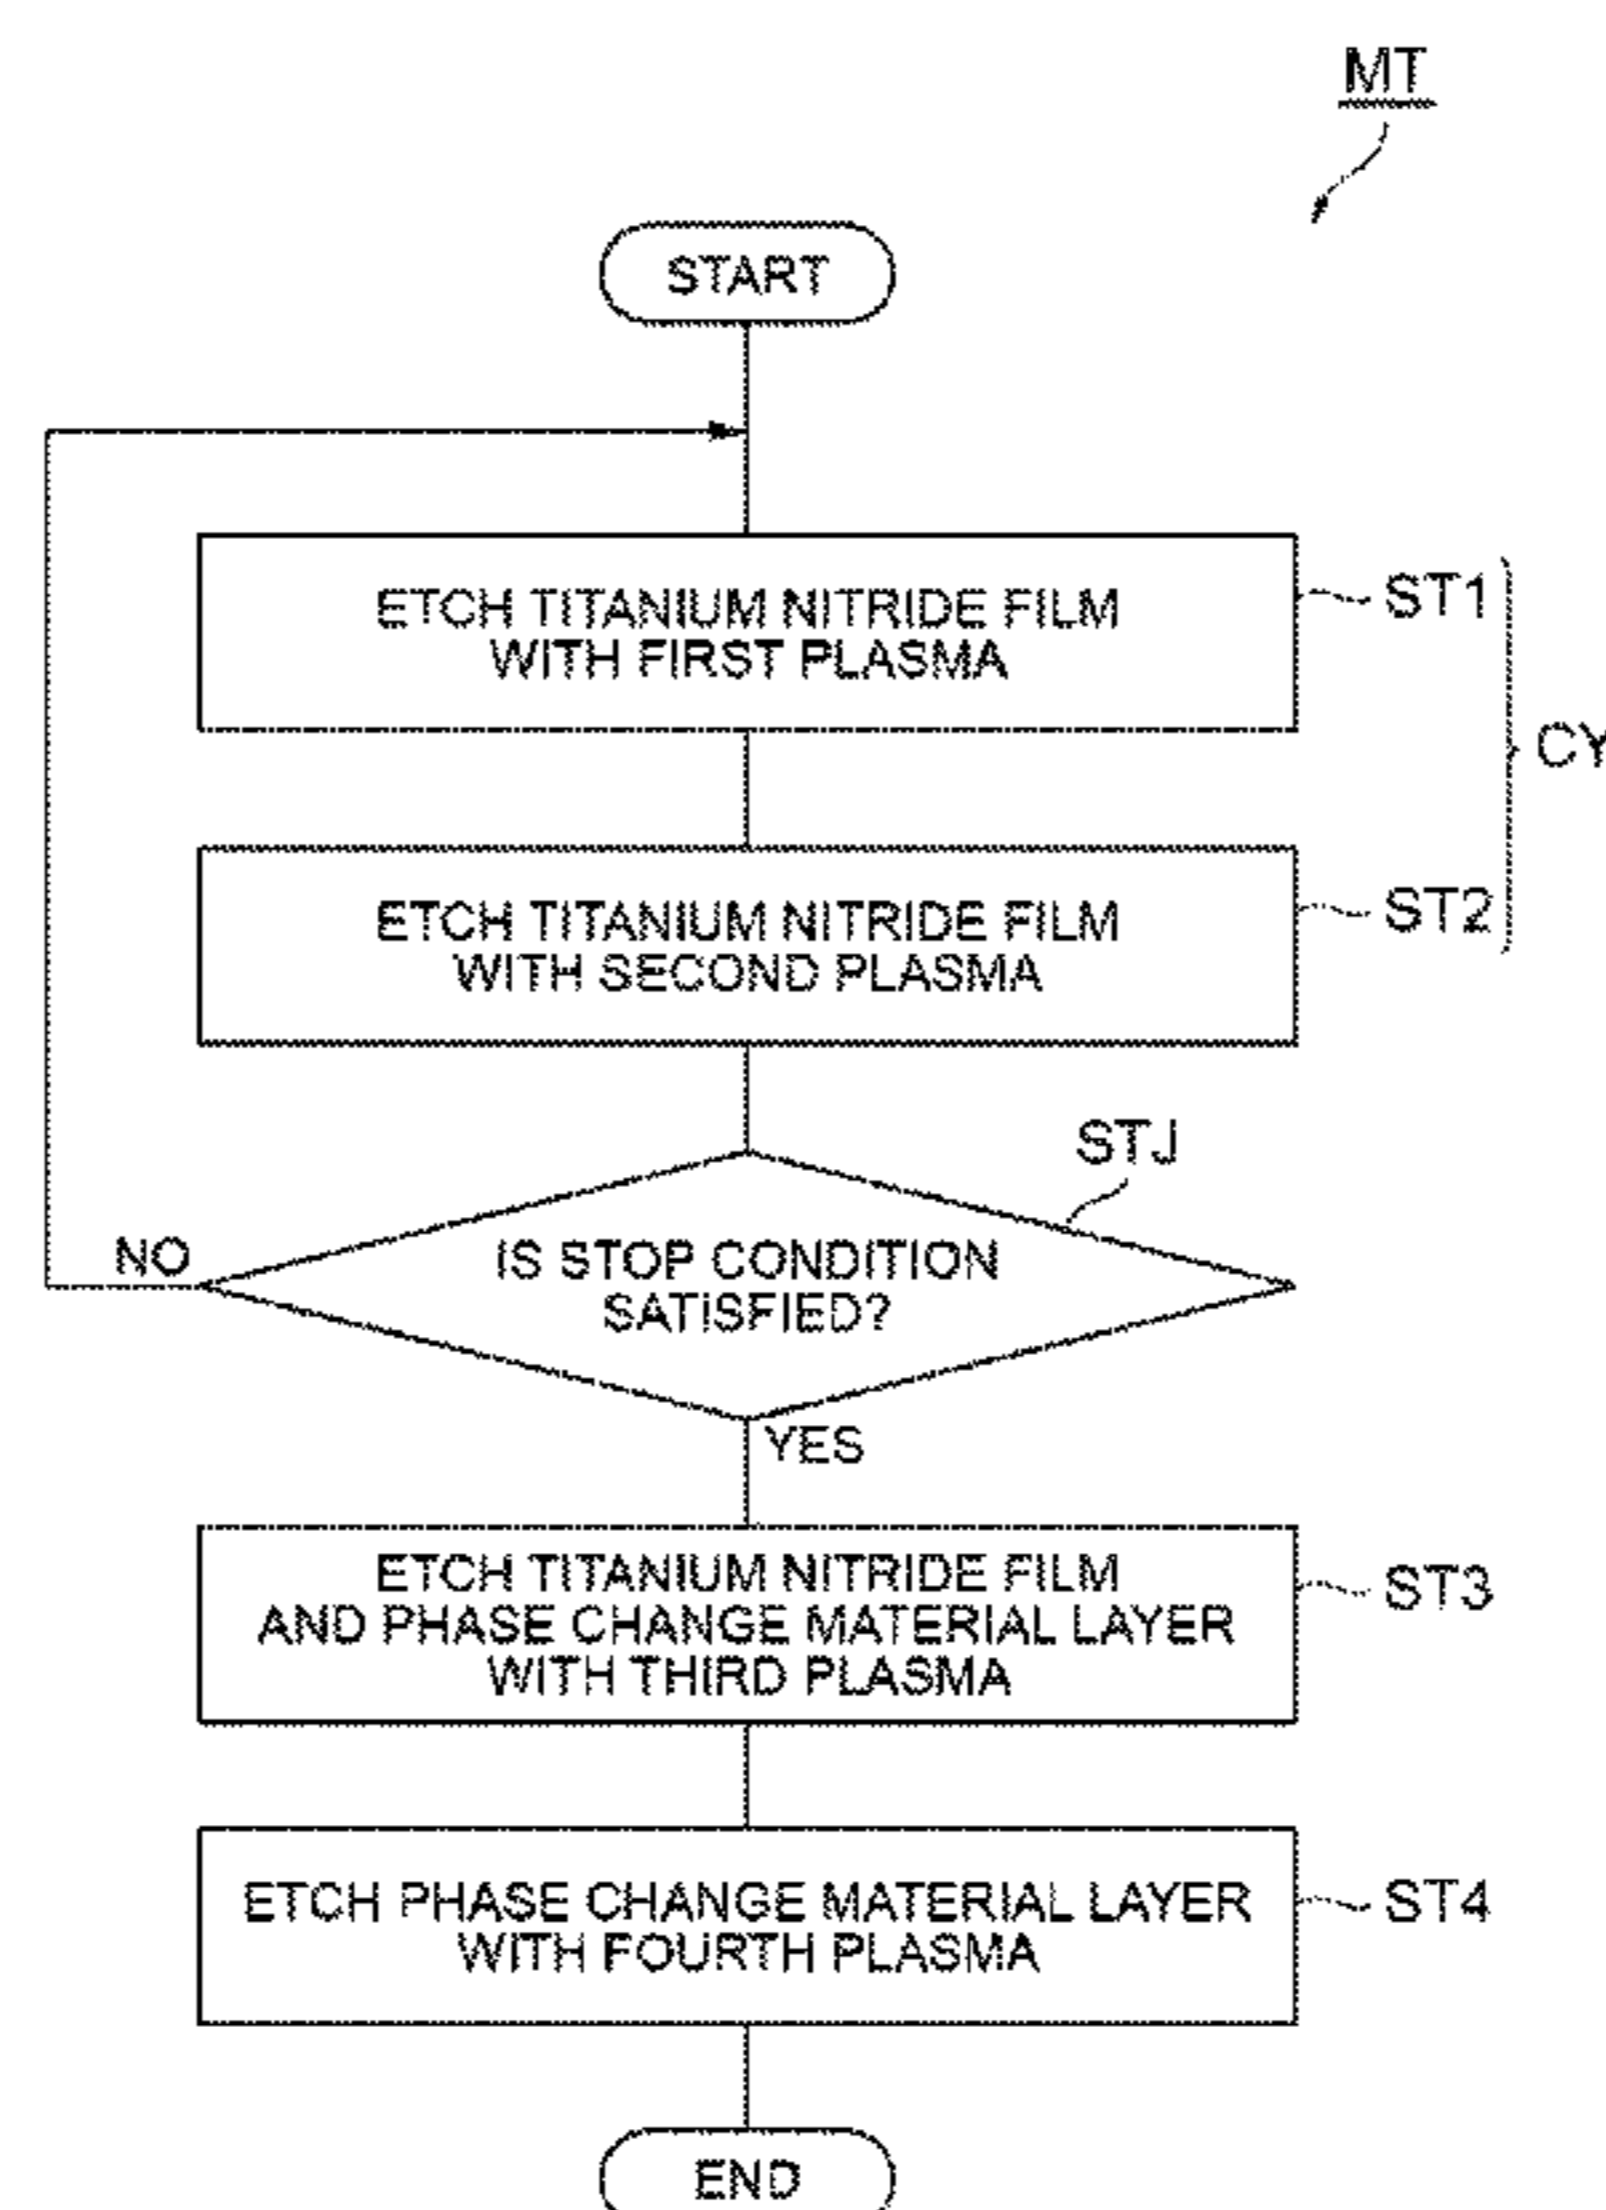 MT
START
ETCH TITANIUM NITRIDE FILM
WITH FIRST PLASMA
ST1
CY
ETCH TITANIUM NITRIDE FILM
WITH SECOND PLASMA
ST2
STJ
NO
IS STOP CONDITION
SATISFIED?
YES
ETCH TITANIUM NITRIDE FILM
AND PHASE CHANGE MATERIAL LAYER
WITH THIRD PLASMA
ST3
ETCH PHASE CHANGE MATERIAL LAYER
WITH FOURTH PLASMA
ST4
END